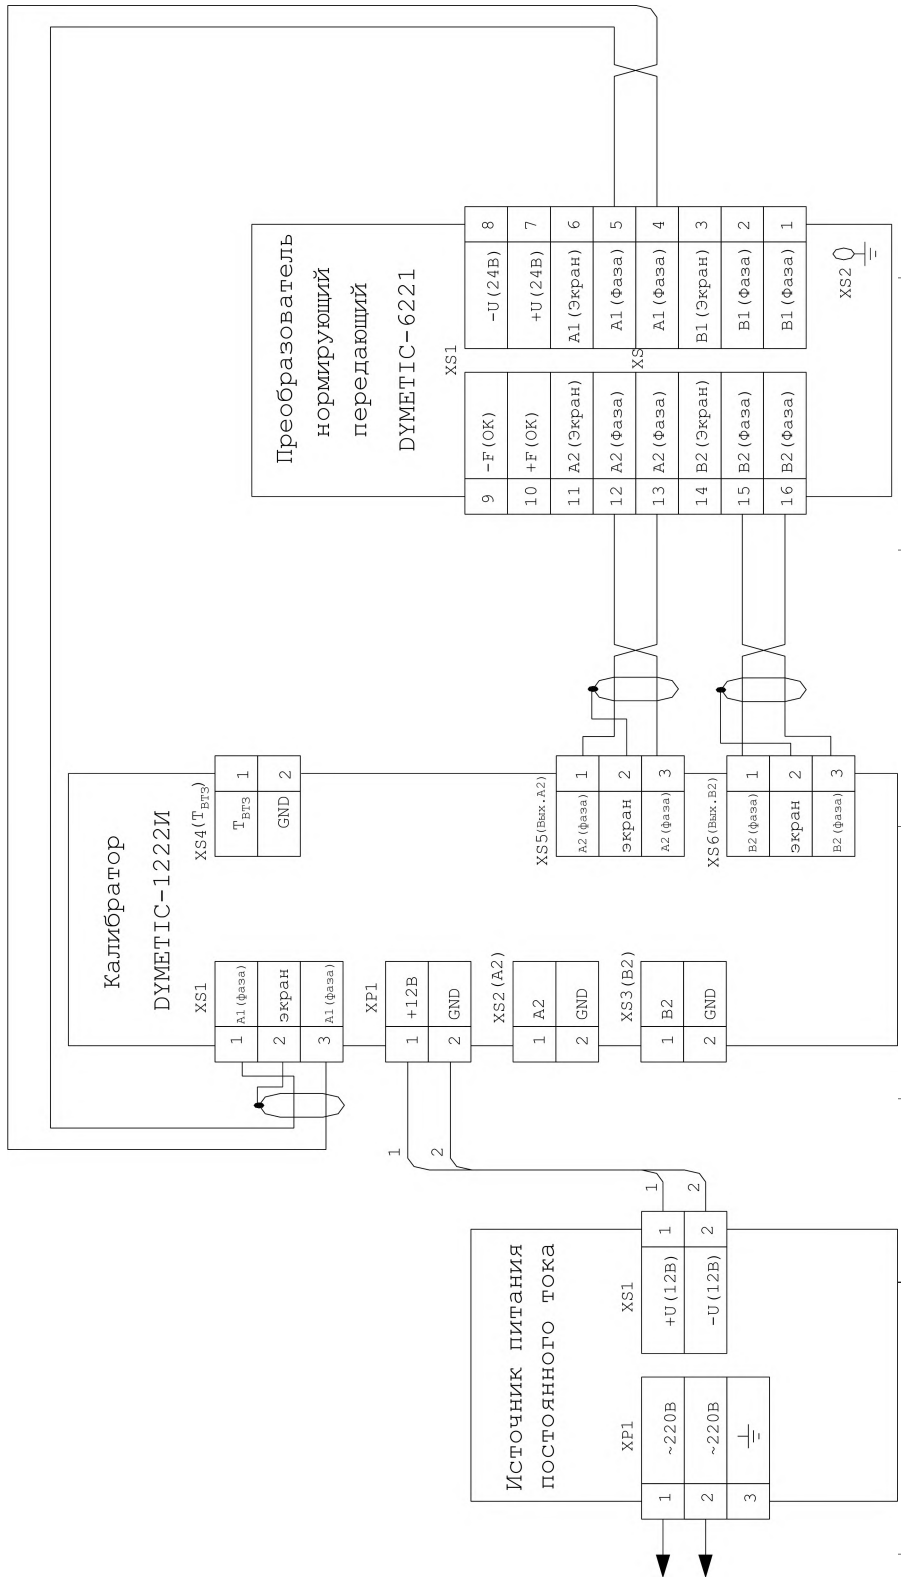 Источник питания
постоянного тока
XP1
1 ~220В
2 ~220В
3
XS1
+U(12В) 1
-U(12В) 2
1
2
1
2
Калибратор
DYMETIC-1222И
XS1
1 А1(фаза)
2 экран
3 А1(фаза)
XP1
1 +12В
2 GND
XS2(А2)
1 А2
2 GND
XS3(В2)
1 В2
2 GND
XS4(TВТЗ)
TВТЗ 1
GND 2
XS5(Вых.А2)
А2(фаза) 1
экран 2
А2(фаза) 3
XS6(Вых.В2)
В2(фаза) 1
экран 2
В2(фаза) 3
Преобразователь
нормирующий
передающий
DYMETIC-6221
XS1
9 -F(ОК)
10 +F(ОК)
11 А2(Экран)
12 А2(Фаза)
13 А2(Фаза)
14 В2(Экран)
15 В2(Фаза)
16 В2(Фаза)
XS
-U(24В) 8
+U(24В) 7
А1(Экран) 6
А1(Фаза) 5
А1(Фаза) 4
В1(Экран) 3
В1(Фаза) 2
В1(Фаза) 1
XS2